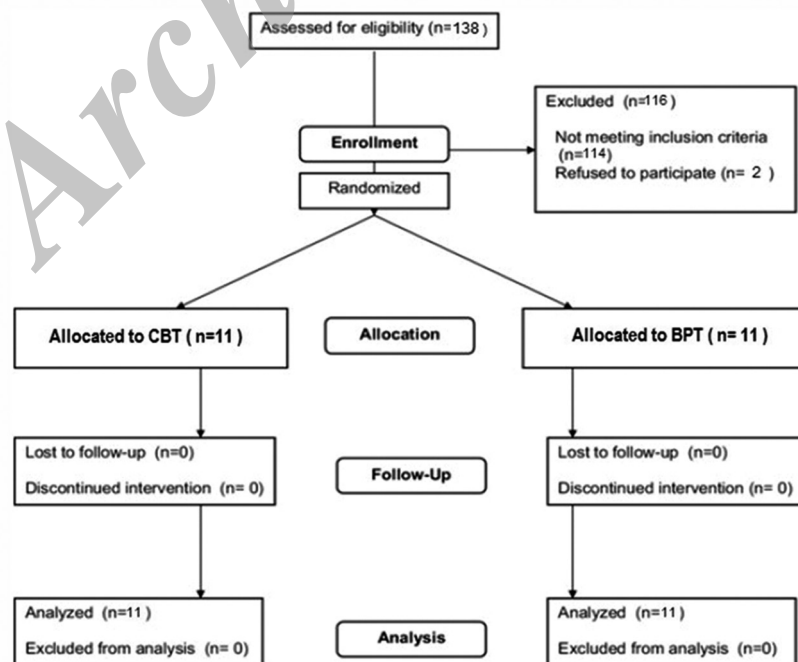 Arch
Assessed for eligibility (n=138 )
Excluded (n=116)
Not meeting inclusion criteria
(n=114)
Refused to participate (n= 2 )
Enrollment
Randomized
Allocated to CBT ( n=11 )
Allocation
Allocated to BPT ( n= 11 )
Lost to follow-up (n=0)
Discontinued intervention (n= 0)
Follow-Up
Lost to follow-up (n=0)
Discontinued intervention (n= 0)
Analyzed (n=11 )
Excluded from analysis (n= 0)
Analysis
Analyzed (n=11 )
Excluded from analysis (n=0)